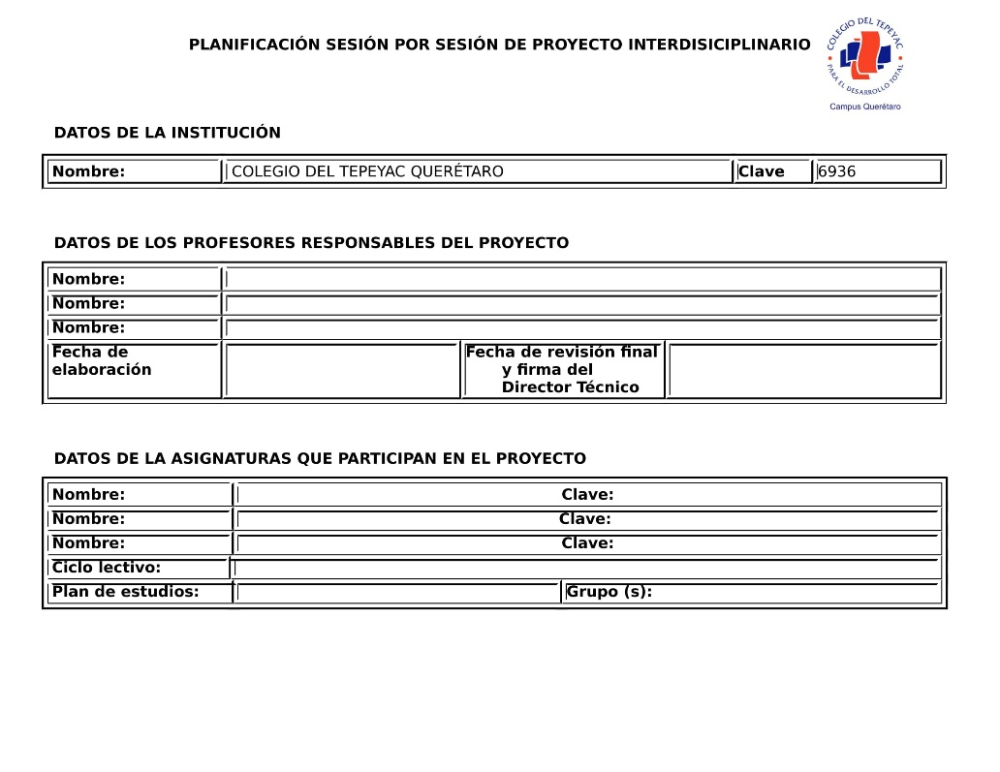 PLANIFICACIÓN SESIÓN POR SESIÓN DE PROYECTO INTERDISICIPLINARIO
COLEGIO DEL TEPEYAC
PARA EL DESARROLLO TOTAL
Campus Querétaro
DATOS DE LA INSTITUCIÓN
Nombre: COLEGIO DEL TEPEYAC QUERÉTARO Clave 6936
DATOS DE LOS PROFESORES RESPONSABLES DEL PROYECTO
Nombre:
Nombre:
Nombre:
Fecha de
elaboración
Fecha de revisión final
y firma del
Director Técnico
DATOS DE LA ASIGNATURAS QUE PARTICIPAN EN EL PROYECTO
Nombre: Clave:
Nombre: Clave:
Nombre: Clave:
Ciclo lectivo:
Plan de estudios: Grupo (s):